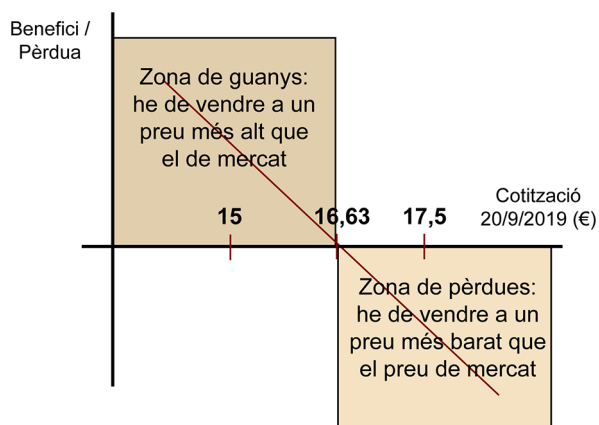 Benefici /
Pèrdua
Zona de guanys:
he de vendre a un
preu més alt que
el de mercat
15
16,63
17,5
Cotització
20/9/2019 (€)
Zona de pèrdues:
he de vendre a un
preu més barat que
el preu de mercat